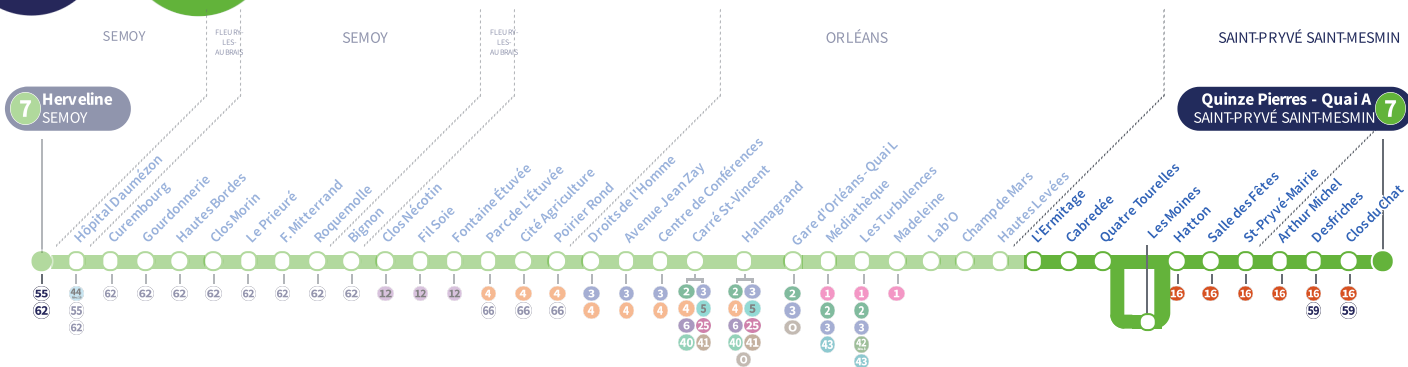 SEMOY
FLEURY-
LES-
AUBRAIS
SEMOY
FLEURY-
LES-
AUBRAIS
ORLÉANS
SAINT-PRYVÉ SAINT-MESMIN
7
Herveline
SEMOY
Quinze Pierres - Quai A
SAINT-PRYVÉ SAINT-MESMIN
7
Hôpital Daumézon
Curembourg
Gourdonnerie
Hautes Bordes
Clos Morin
Le Prieuré
F. Mitterrand
Roquemolle
Bignon
Clos Nécotin
Fil Soie
Fontaine Étuvée
Parc de L'Étuvée
Cité Agriculture
Poirier Rond
Droits de l'Homme
Avenue Jean Zay
Centre de Conférences
Carré St-Vincent
Halmagrand
Gare d'Orléans - Quai L
Médiathèque
Les Turbulences
Madeleine
Lab'O
Champ de Mars
Hautes Levées
L'Ermitage
Cabredée
Quatre Tourelles
Les Moines
Hatton
Salle des Fêtes
St-Pryvé-Mairie
Arthur Michel
Desfriches
Clos du Chat
55 44 62 62 62 62 62 62 62 62 12 12 12 4 4 4 3 3 3 2 3 2 3 2 1 1 1 16 16 16 16 16 16
62 55 66 66 66 4 4 4 4 5 4 5 3 2 2 59 59
62 6 25 6 25 O 3 3
40 41 40 41 43 42
O 43